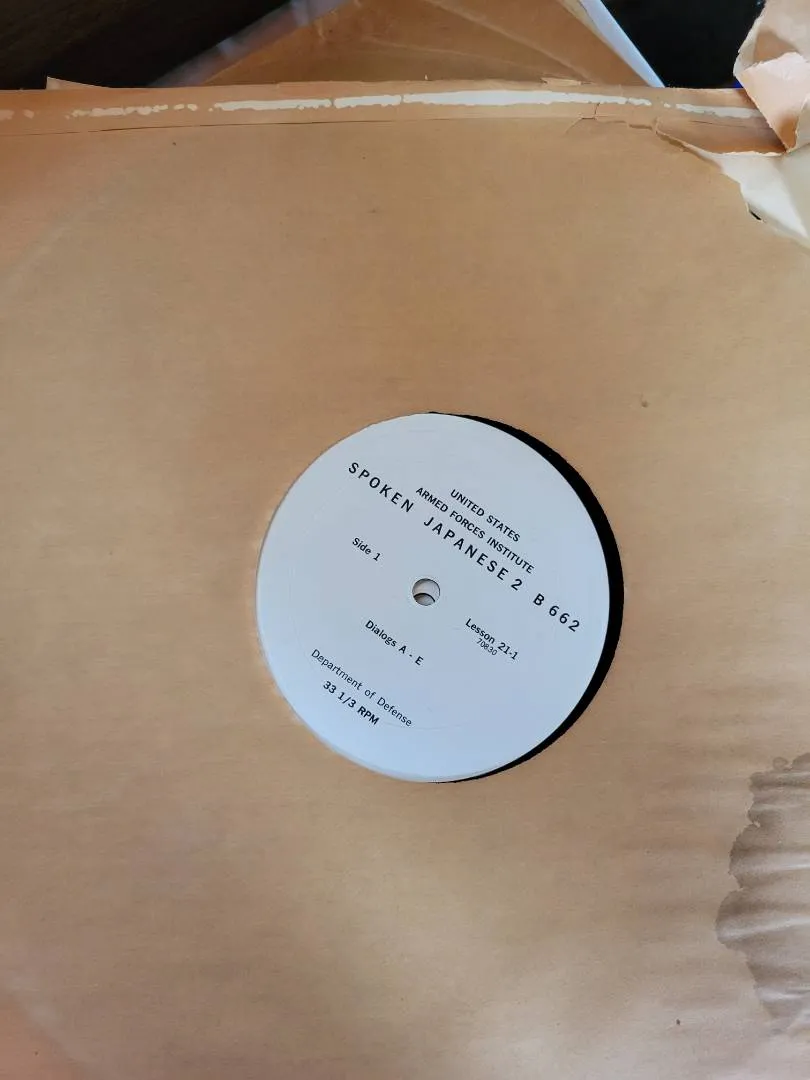 UNITED STATES
ARMED FORCES INSTITUTE
SPOKEN JAPANESE 2 B 662
Side 1
Lesson 21-1
70830
Dialogs A - E
Department of Defense
33 1/3 RPM